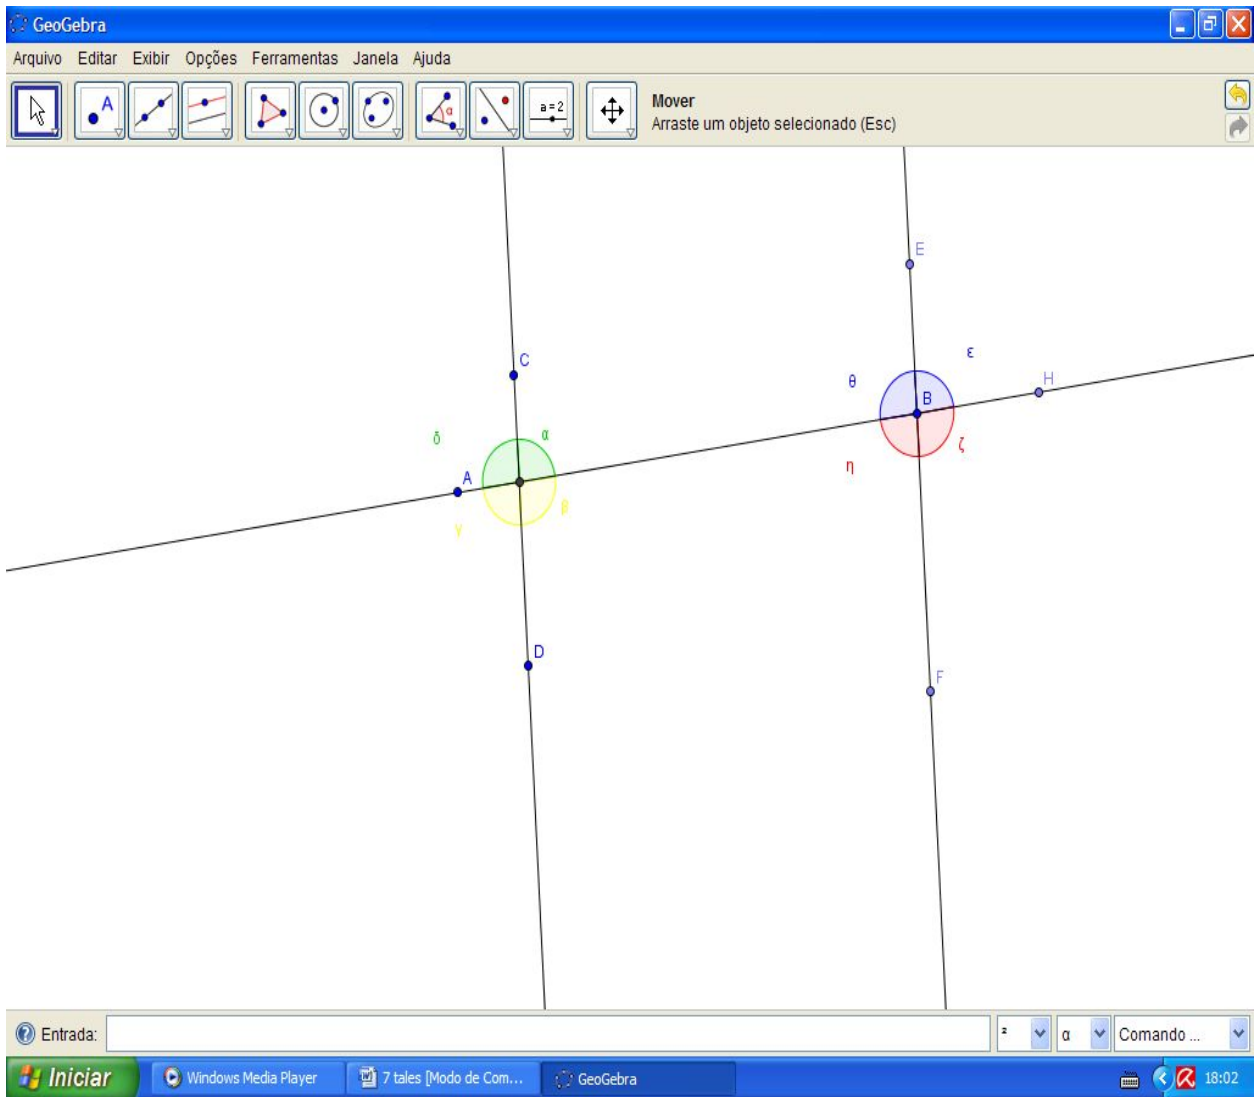 GeoGebra
Arquivo Editar Exibir Opções Ferramentas Janela Ajuda
A
α
a = 2
Mover
Arraste um objeto selecionado (Esc)
E
ε
C
θ
H
B
δ
α
ζ
η
A
β
γ
D
F
Entrada:
² α Comando ...
Iniciar Windows Media Player 7 tales [Modo de Com... GeoGebra 18:02